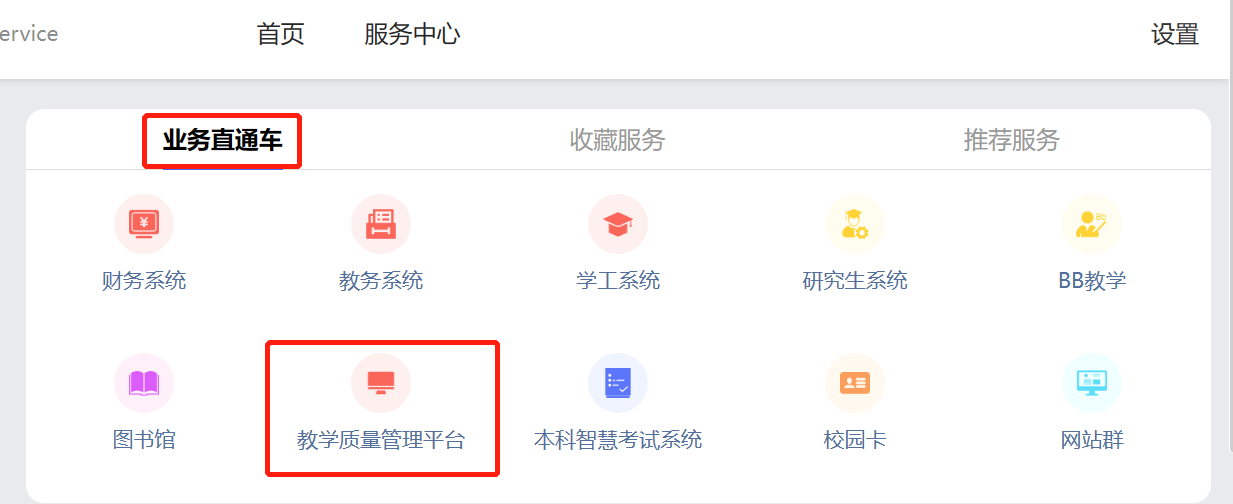 ervice 首页 服务中心 设置
业务直通车 收藏服务 推荐服务
¥ Bb
财务系统 教务系统 学工系统 研究生系统 BB教学
图书馆 教学质量管理平台 本科智慧考试系统 校园卡 网站群